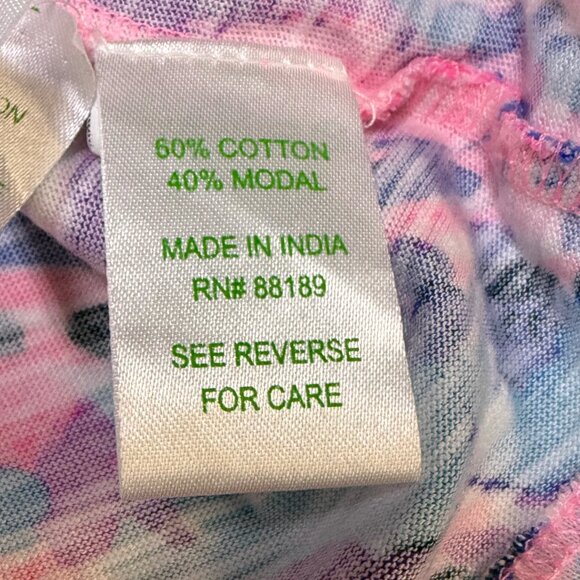 60% COTTON
40% MODAL
MADE IN INDIA
RN# 88189
SEE REVERSE
FOR CARE